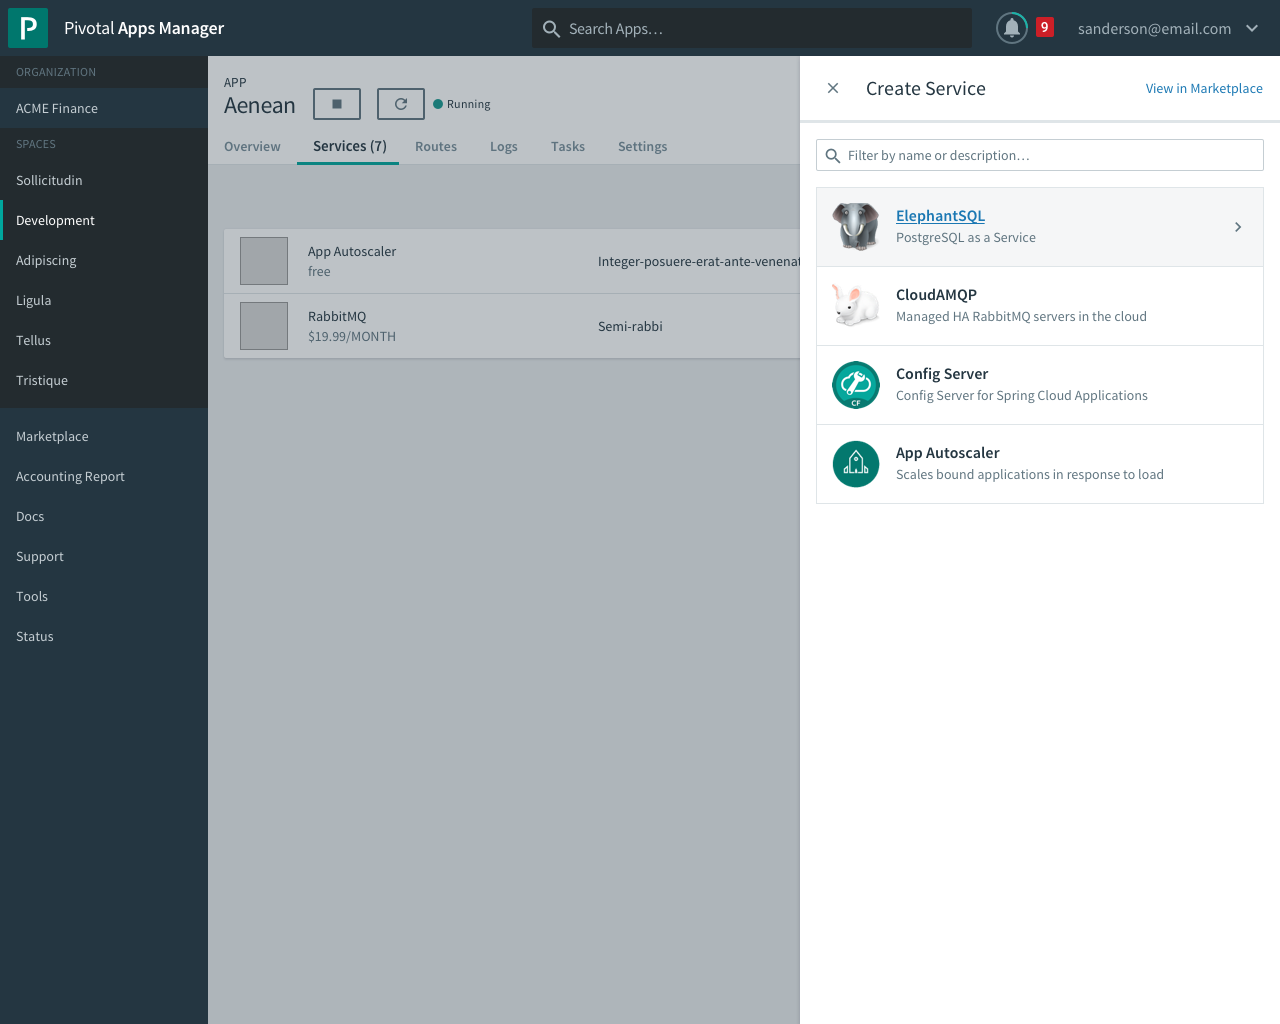 P Pivotal Apps Manager
Search Apps…
9
sanderson@email.com
ORGANIZATION
ACME Finance
SPACES
Sollicitudin
Development
Adipiscing
Ligula
Tellus
Tristique
Marketplace
Accounting Report
Docs
Support
Tools
Status
APP
Aenean
Running
Overview
Services (7)
Routes
Logs
Tasks
Settings
App Autoscaler
free
Integer-posuere-erat-ante-venenat
RabbitMQ
$19.99/MONTH
Semi-rabbi
Create Service
View in Marketplace
Filter by name or description…
ElephantSQL
PostgreSQL as a Service
CloudAMQP
Managed HA RabbitMQ servers in the cloud
CF
Config Server
Config Server for Spring Cloud Applications
App Autoscaler
Scales bound applications in response to load